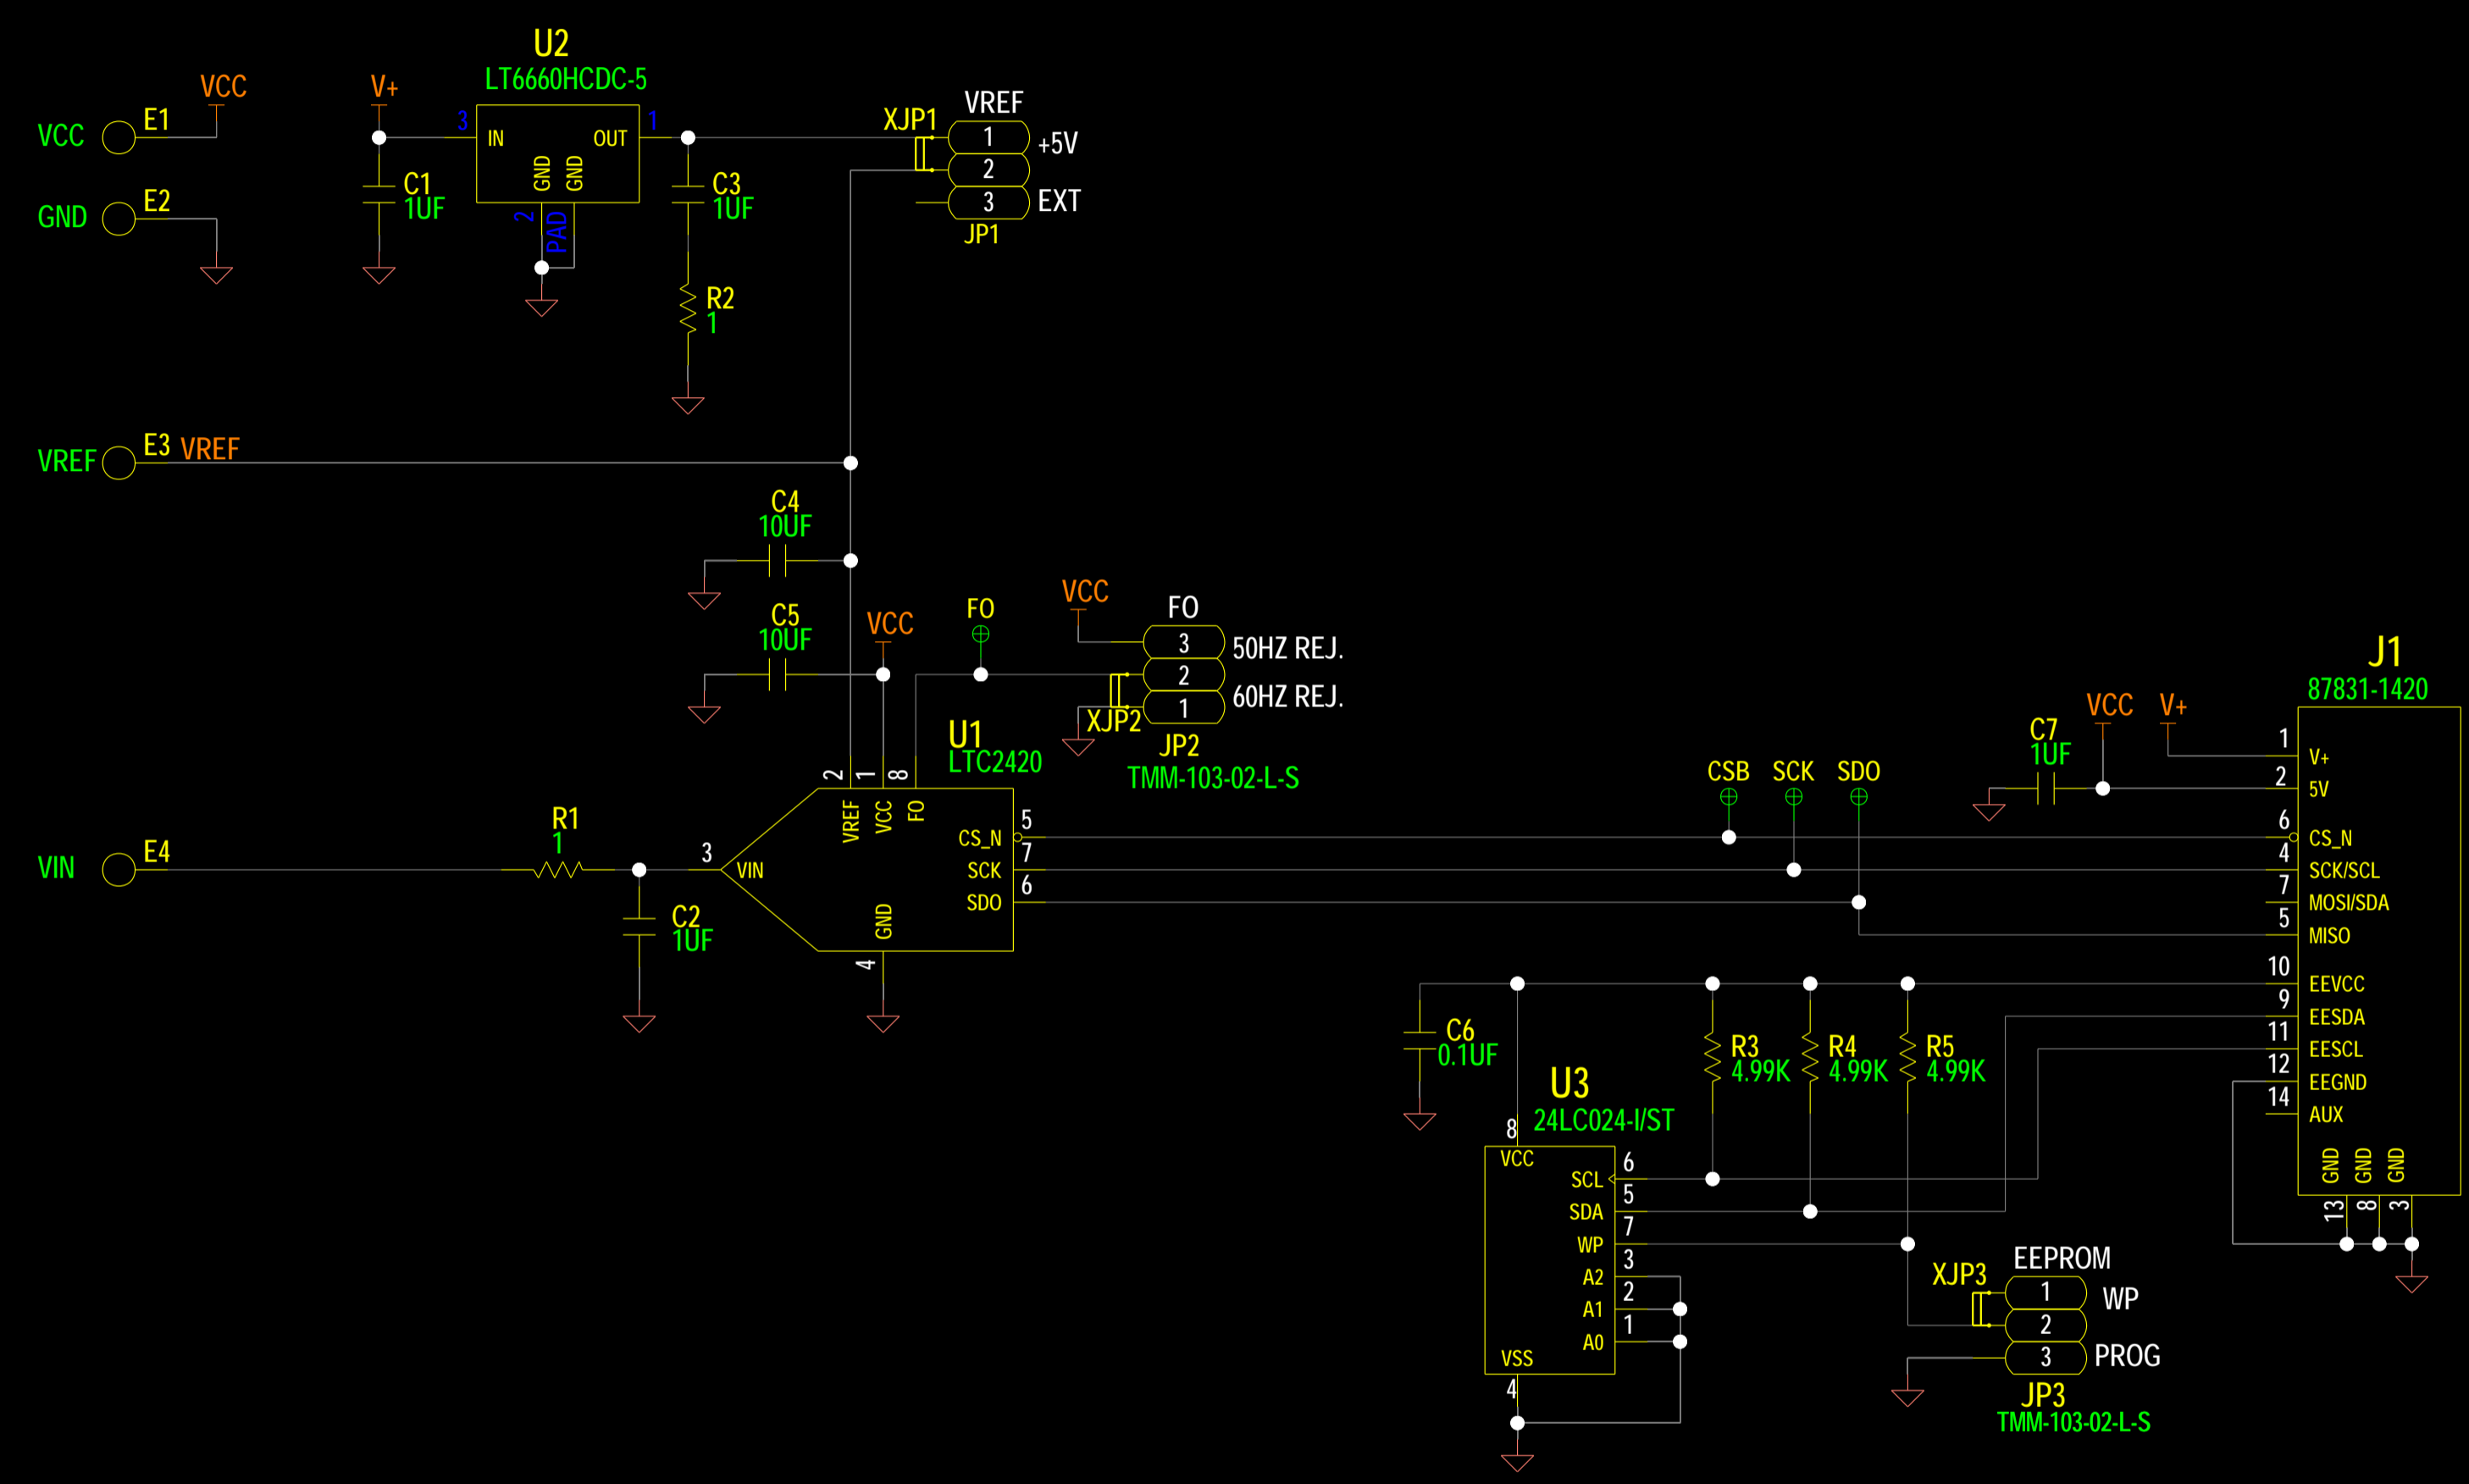 U2
LT6660HCDC-5
VCC
V+
VCC
E1
3
IN
OUT
1
GND
GND
2
PAD
C1
1UF
C3
1UF
R2
1
XJP1
VREF
1
+5V
2
3
EXT
JP1
GND
E2
VREF
E3
VREF
C4
10UF
C5
10UF
VCC
FO
VCC
FO
3
50HZ REJ.
2
60HZ REJ.
1
XJP2
JP2
TMM-103-02-L-S
U1
LTC2420
2
1
8
VREF
VCC
FO
CS_N
5
SCK
7
SDO
6
VIN
3
GND
4
VIN
E4
R1
1
C2
1UF
CSB
SCK
SDO
J1
87831-1420
VCC
V+
C7
1UF
1
V+
2
5V
6
CS_N
4
SCK/SCL
7
MOSI/SDA
5
MISO
10
EEVCC
9
EESDA
11
EESCL
12
EEGND
14
AUX
GND
GND
GND
13
8
3
C6
0.1UF
R3
4.99K
R4
4.99K
R5
4.99K
U3
24LC024-I/ST
8
VCC
SCL
6
SDA
5
WP
7
A2
3
A1
2
A0
1
VSS
4
XJP3
EEPROM
1
WP
2
3
PROG
JP3
TMM-103-02-L-S